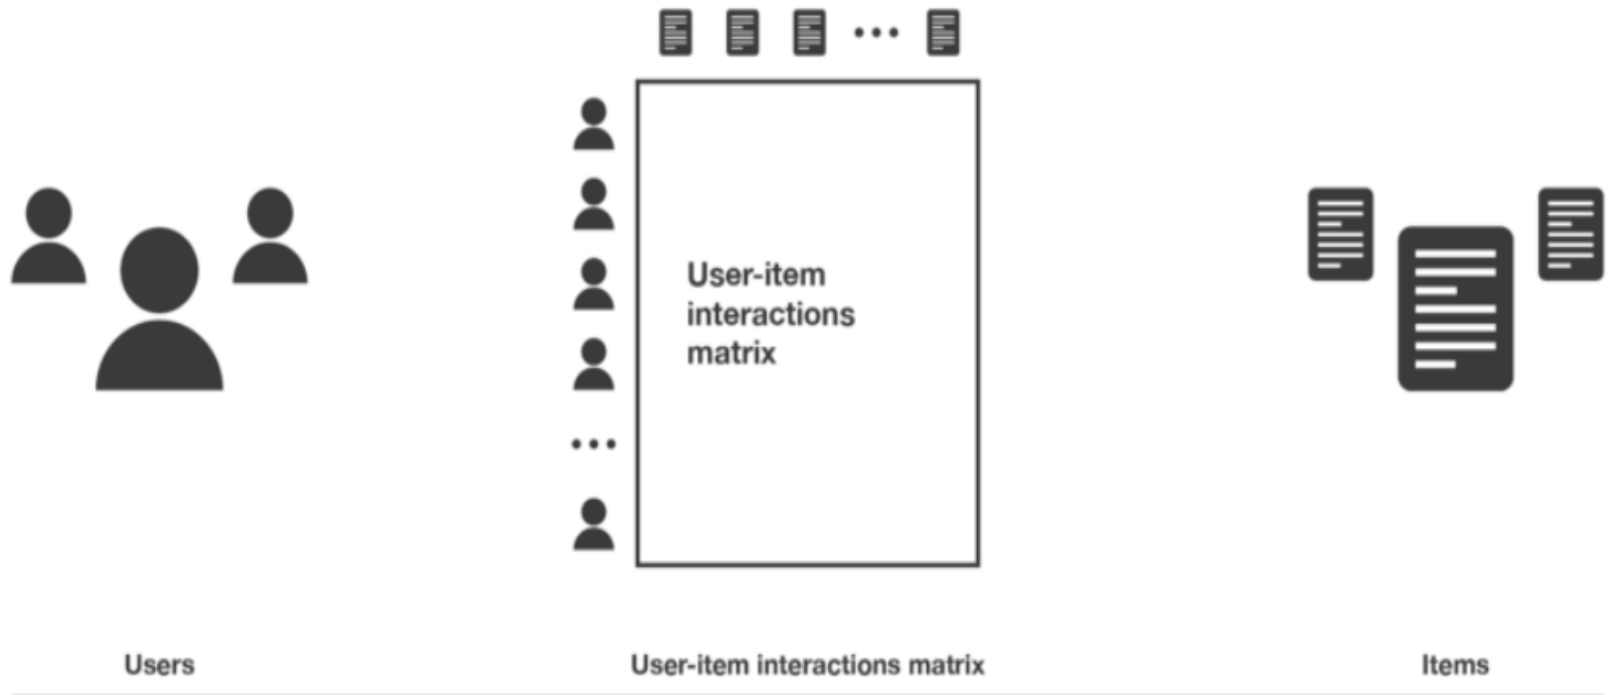 User-item
interactions
matrix
Users
User-item interactions matrix
Items